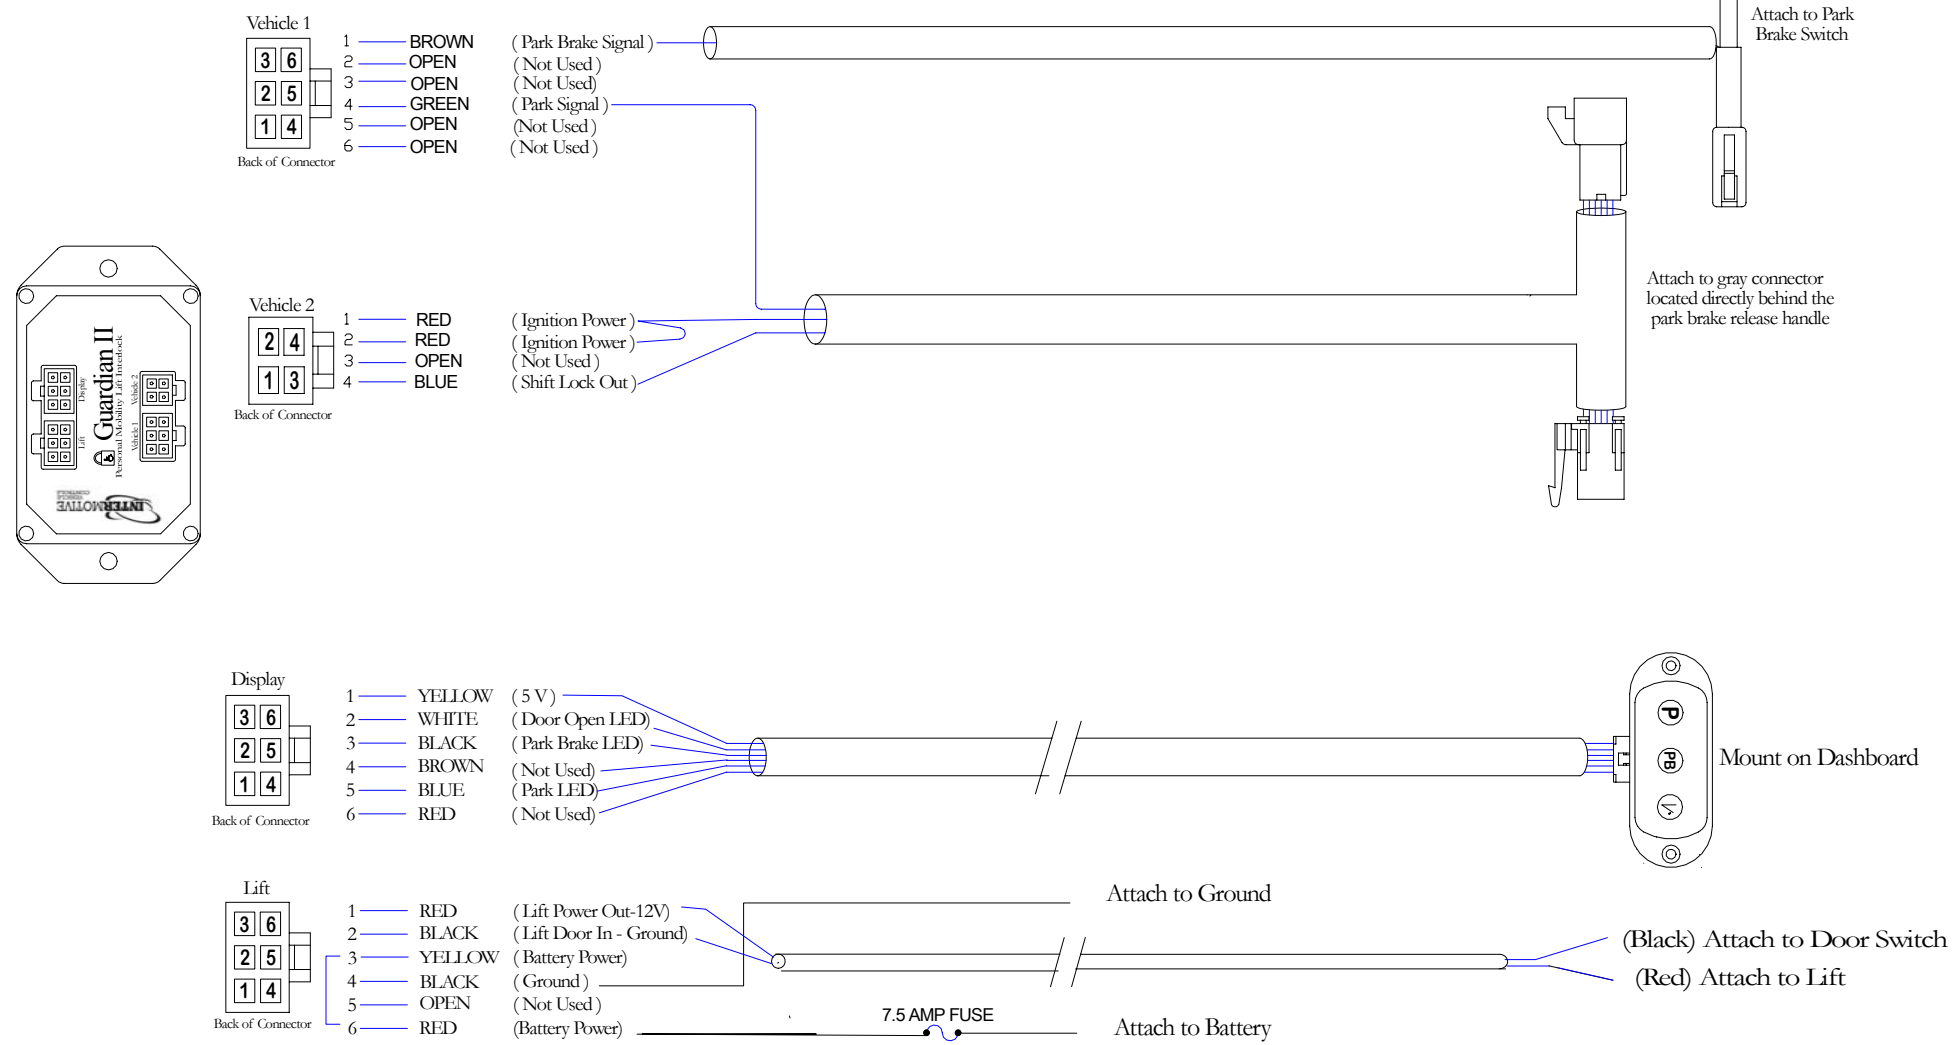 Vehicle 1
3 6
2 5
1 4
Back of Connector
1 BROWN ( Park Brake Signal )
2 OPEN ( Not Used )
3 OPEN ( Not Used)
4 GREEN ( Park Signal )
5 OPEN (Not Used )
6 OPEN ( Not Used )
Attach to Park
Brake Switch
Vehicle 2
2 4
1 3
Back of Connector
1 RED ( Ignition Power )
2 RED ( Ignition Power )
3 OPEN ( Not Used )
4 BLUE ( Shift Lock Out )
Attach to gray connector
located directly behind the
park brake release handle
Guardian II
Personal Mobility Lift Interlock
Display
Lift
Vehicle 2
Vehicle 1
INTERMOTIVE
VEHICLE
CONTROLS
Display
3 6
2 5
1 4
Back of Connector
1 YELLOW ( 5 V )
2 WHITE ( Door Open LED)
3 BLACK ( Park Brake LED)
4 BROWN ( Not Used)
5 BLUE ( Park LED)
6 RED ( Not Used)
P
PB
Mount on Dashboard
Lift
3 6
2 5
1 4
Back of Connector
1 RED ( Lift Power Out-12V)
2 BLACK ( Lift Door In - Ground)
3 YELLOW ( Battery Power)
4 BLACK ( Ground )
5 OPEN ( Not Used )
6 RED (Battery Power)
Attach to Ground
(Black) Attach to Door Switch
(Red) Attach to Lift
7.5 AMP FUSE
Attach to Battery